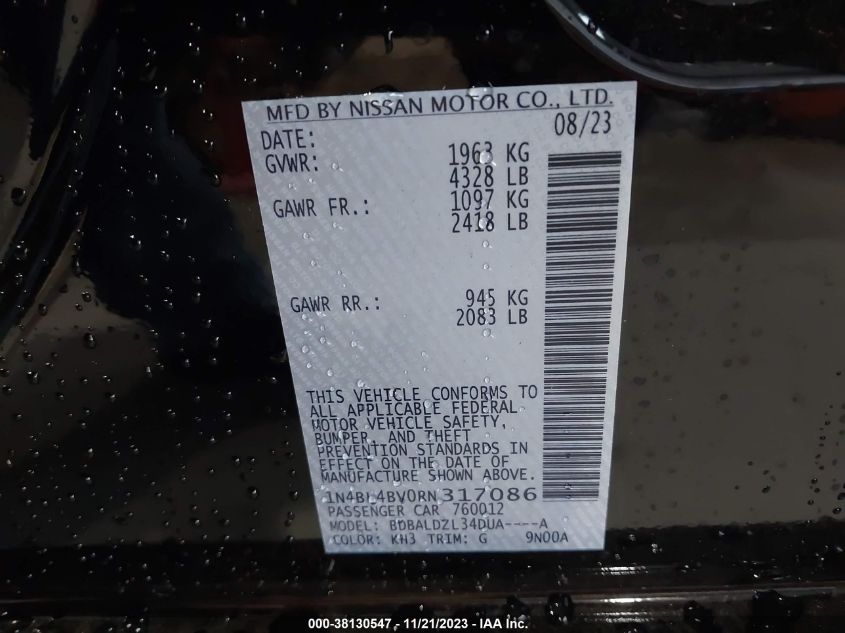 MFD BY NISSAN MOTOR CO., LTD.
DATE: 08/23
GVWR: 1963 KG
4328 LB
GAWR FR.: 1097 KG
2418 LB
GAWR RR.: 945 KG
2083 LB
THIS VEHICLE CONFORMS TO
ALL APPLICABLE FEDERAL
MOTOR VEHICLE SAFETY,
BUMPER, AND THEFT
PREVENTION STANDARDS IN
EFFECT ON THE DATE OF
MANUFACTURE SHOWN ABOVE.
1N4BL4BV0RN317086
PASSENGER CAR 760012
MODEL: BDBALDZL34DUA----A
COLOR: KH3 TRIM: G 9N00A
000-38130547 - 11/21/2023 - IAA Inc.